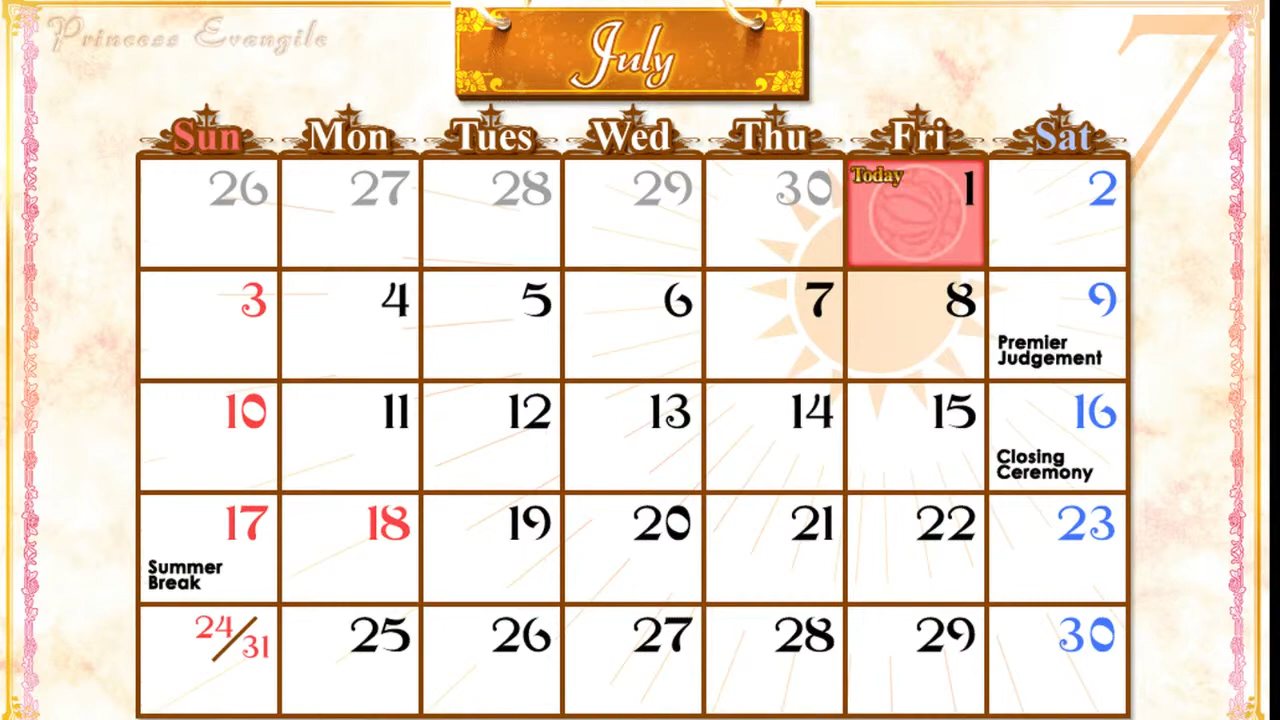 Princess Evangile
July
7
Sun Mon Tues Wed Thu Fri Sat
26 27 28 29 30 Today 1 2
3 4 5 6 7 8 9
Premier
Judgement
10 11 12 13 14 15 16
Closing
Ceremony
17 18 19 20 21 22 23
Summer
Break
24/31 25 26 27 28 29 30